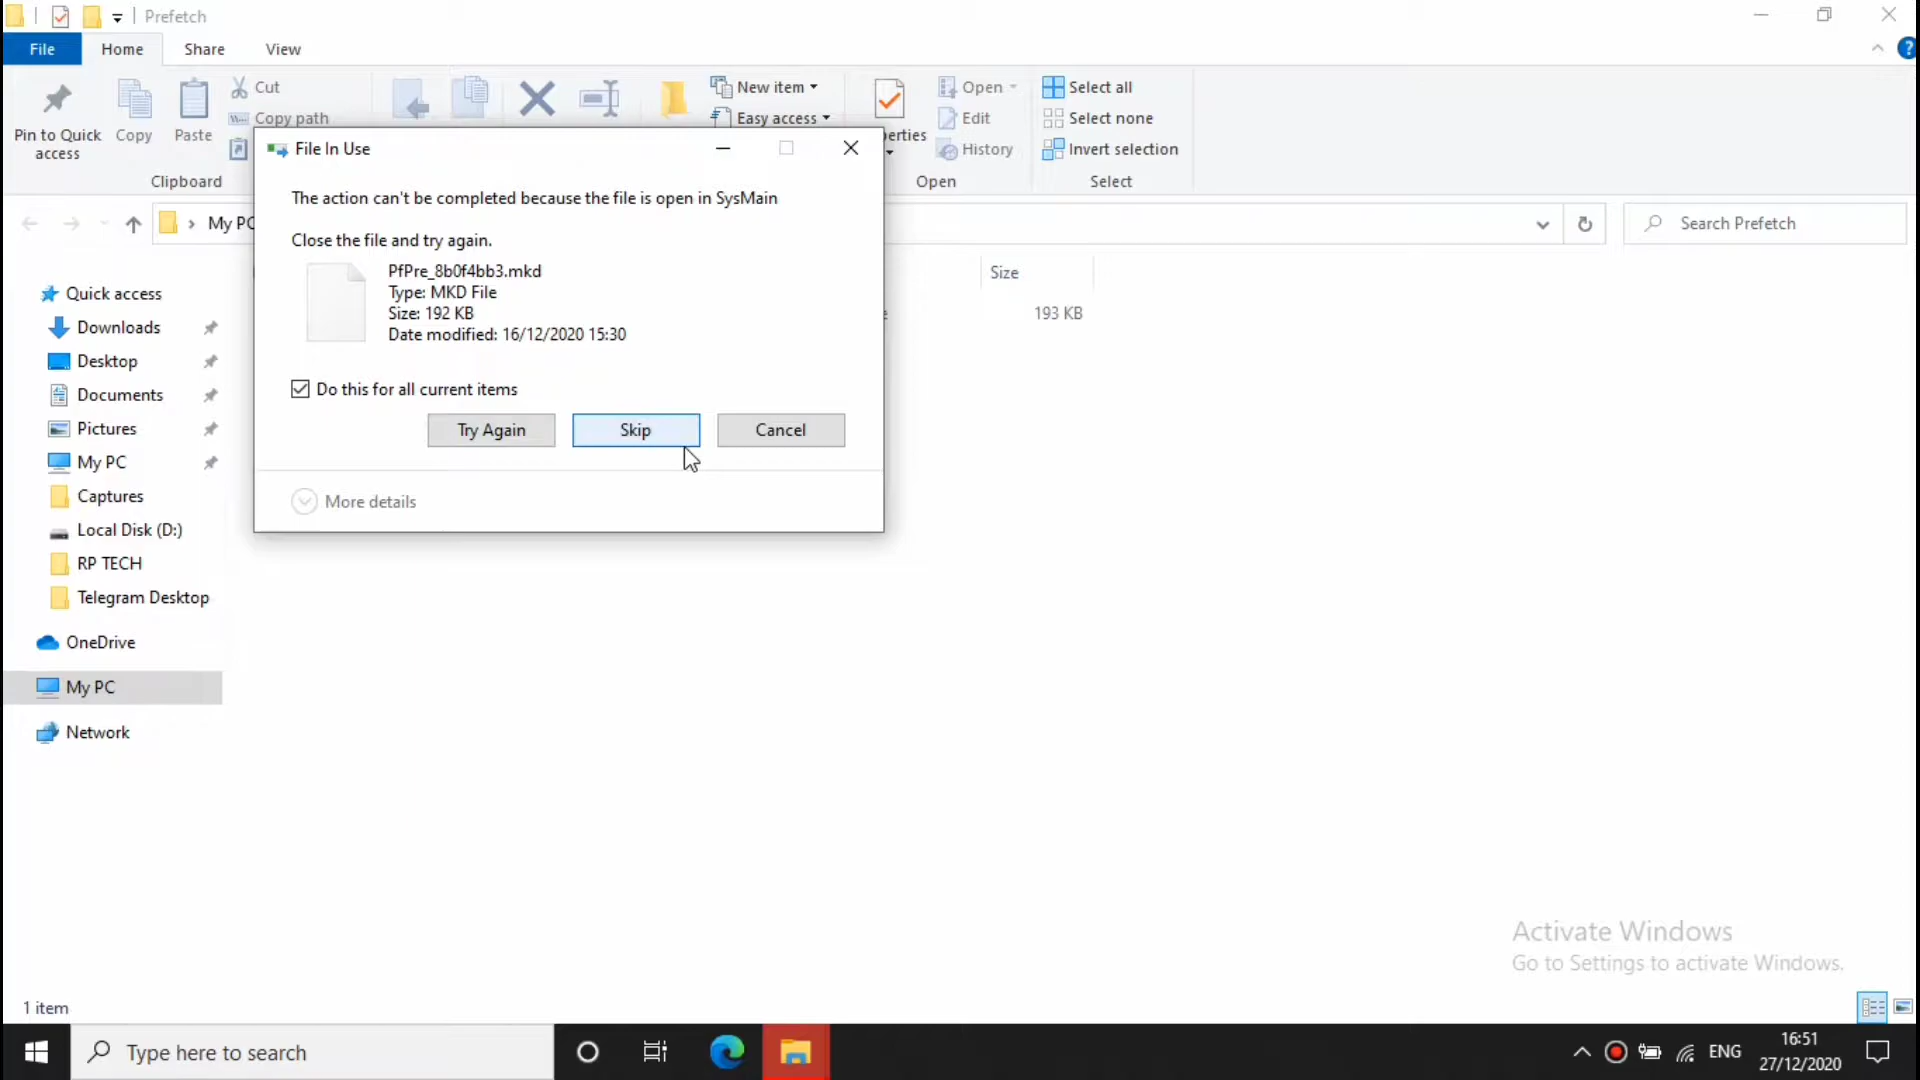 Prefetch
File
Home
Share
View
Pin to Quick
access
Copy
Paste
Cut
Copy path
New item
Easy access
erties
Open
Edit
History
Select all
Select none
Invert selection
Clipboard
Open
Select
My PC
Search Prefetch
File In Use
The action can't be completed because the file is open in SysMain
Close the file and try again.
PfPre_8b0f4bb3.mkd
Type: MKD File
Size: 192 KB
Date modified: 16/12/2020 15:30
Do this for all current items
Try Again
Skip
Cancel
More details
Size
e
193 KB
Quick access
Downloads
Desktop
Documents
Pictures
My PC
Captures
Local Disk (D:)
RP TECH
Telegram Desktop
OneDrive
My PC
Network
Activate Windows
Go to Settings to activate Windows.
1 item
Type here to search
ENG
16:51
27/12/2020